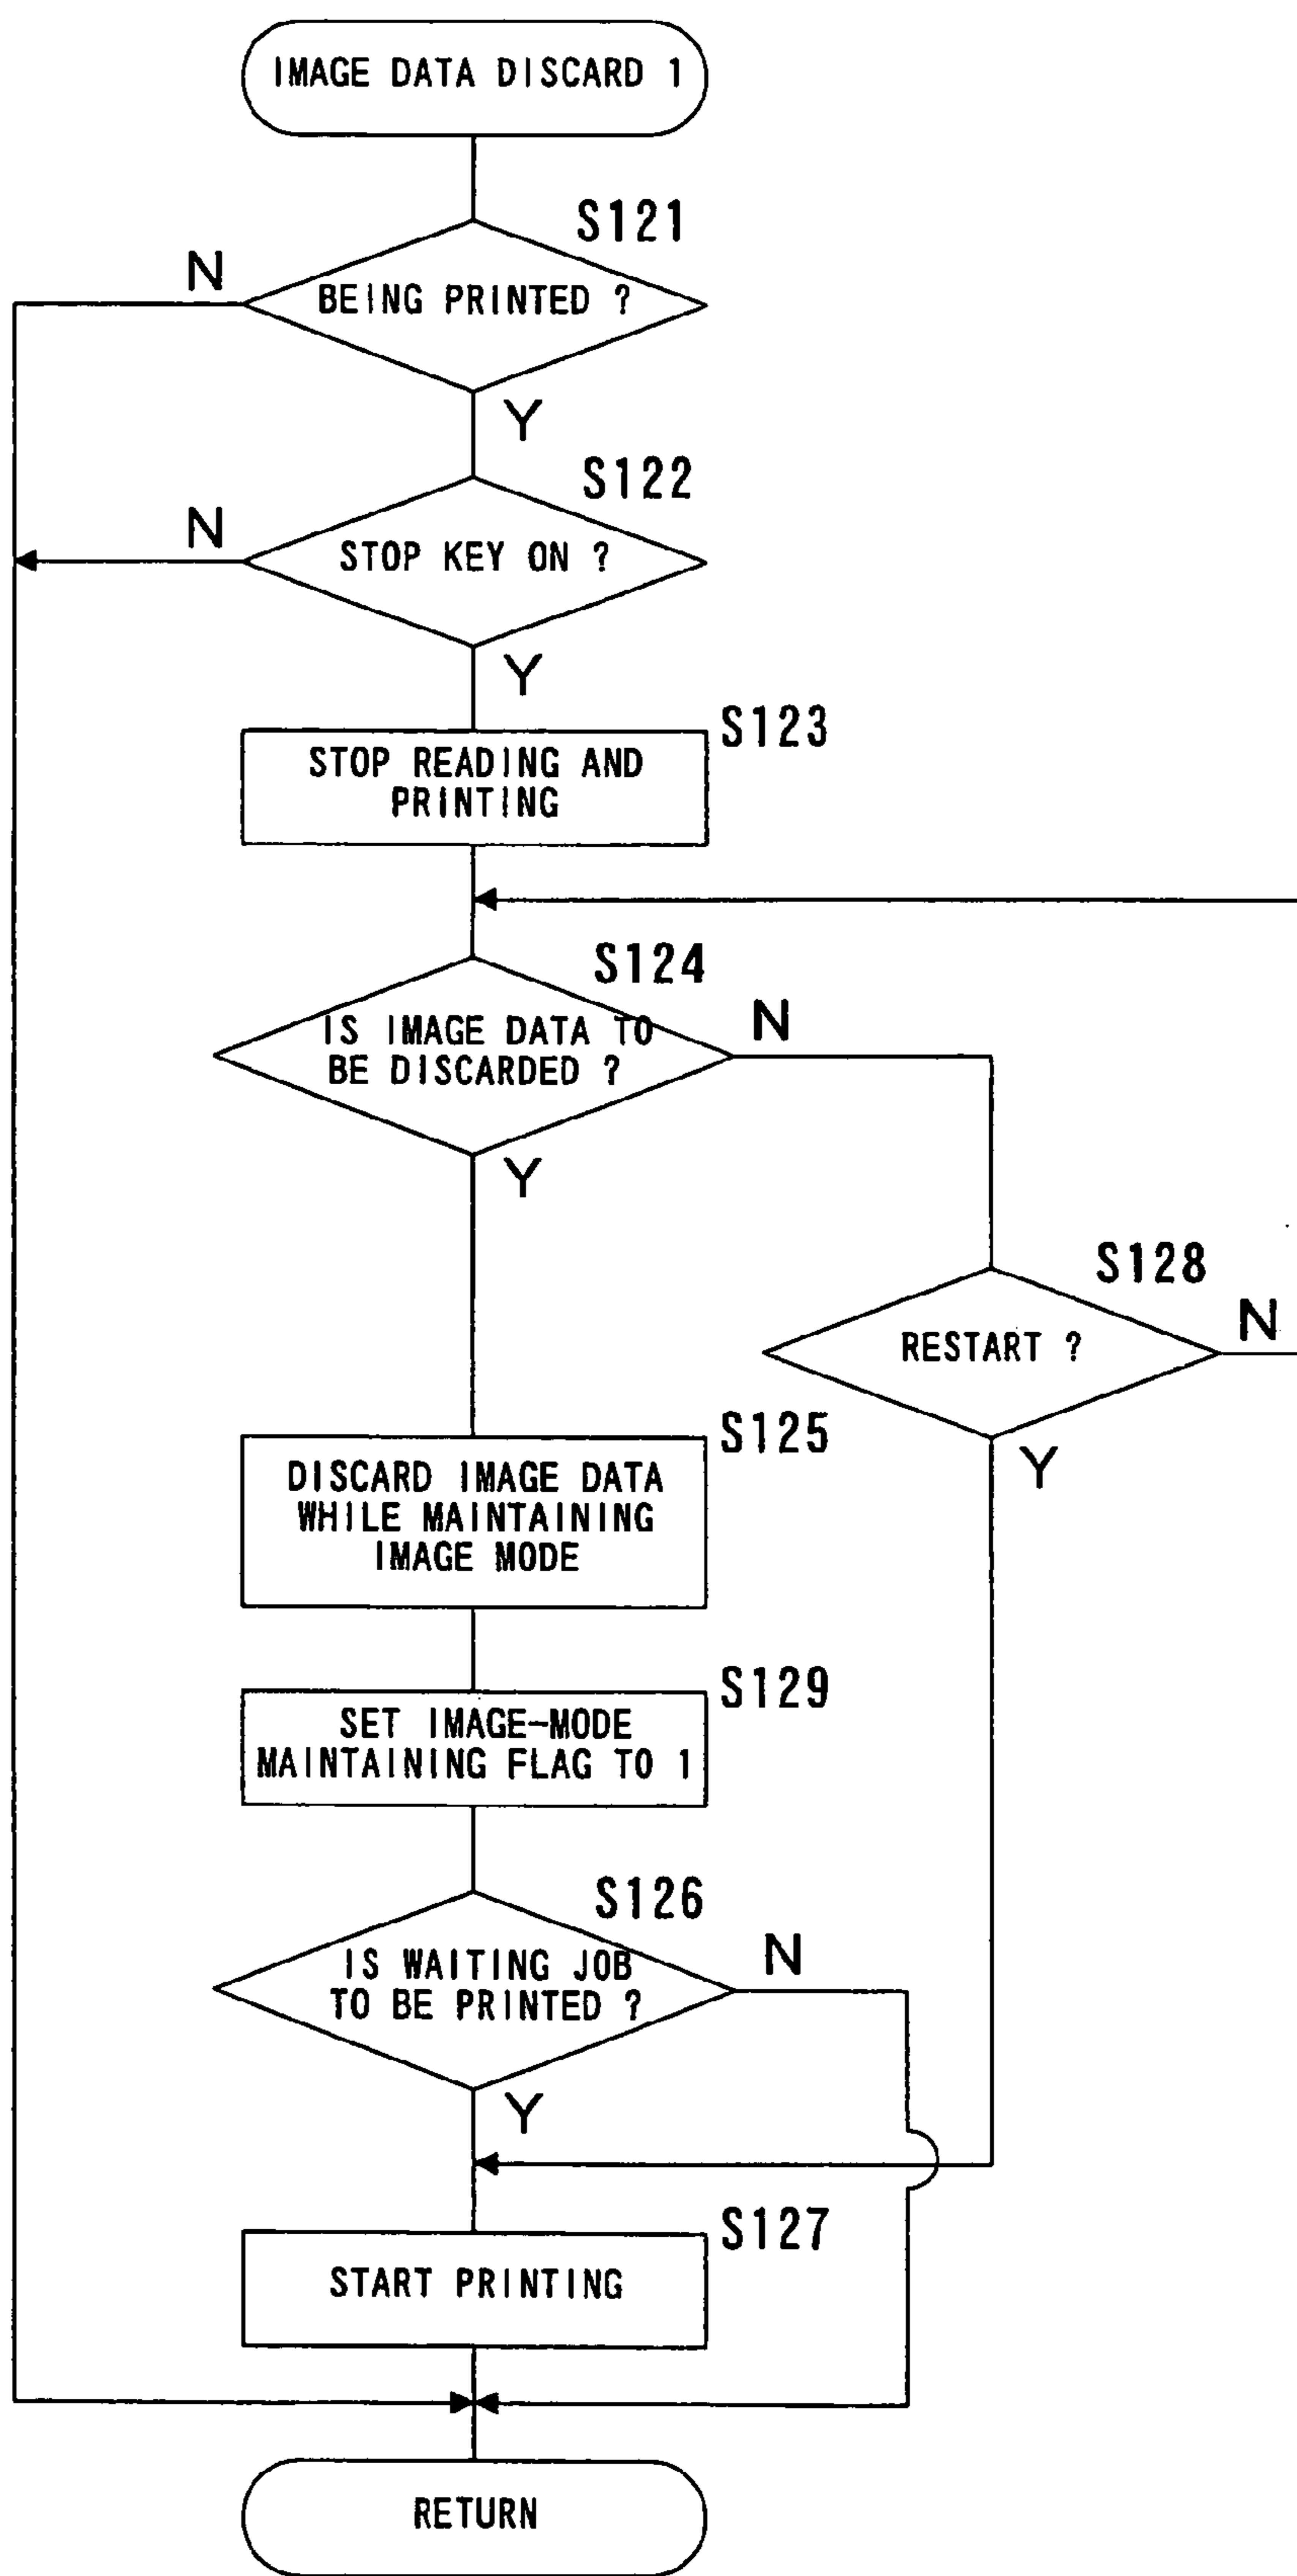 IMAGE DATA DISCARD 1
S121
N
BEING PRINTED ?
Y
S122
N
STOP KEY ON ?
Y
S123
STOP READING AND
PRINTING
S124
IS IMAGE DATA TO
BE DISCARDED ?
N
Y
S128
RESTART ?
N
Y
S125
DISCARD IMAGE DATA
WHILE MAINTAINING
IMAGE MODE
S129
SET IMAGE-MODE
MAINTAINING FLAG TO 1
S126
IS WAITING JOB
TO BE PRINTED ?
N
Y
S127
START PRINTING
RETURN